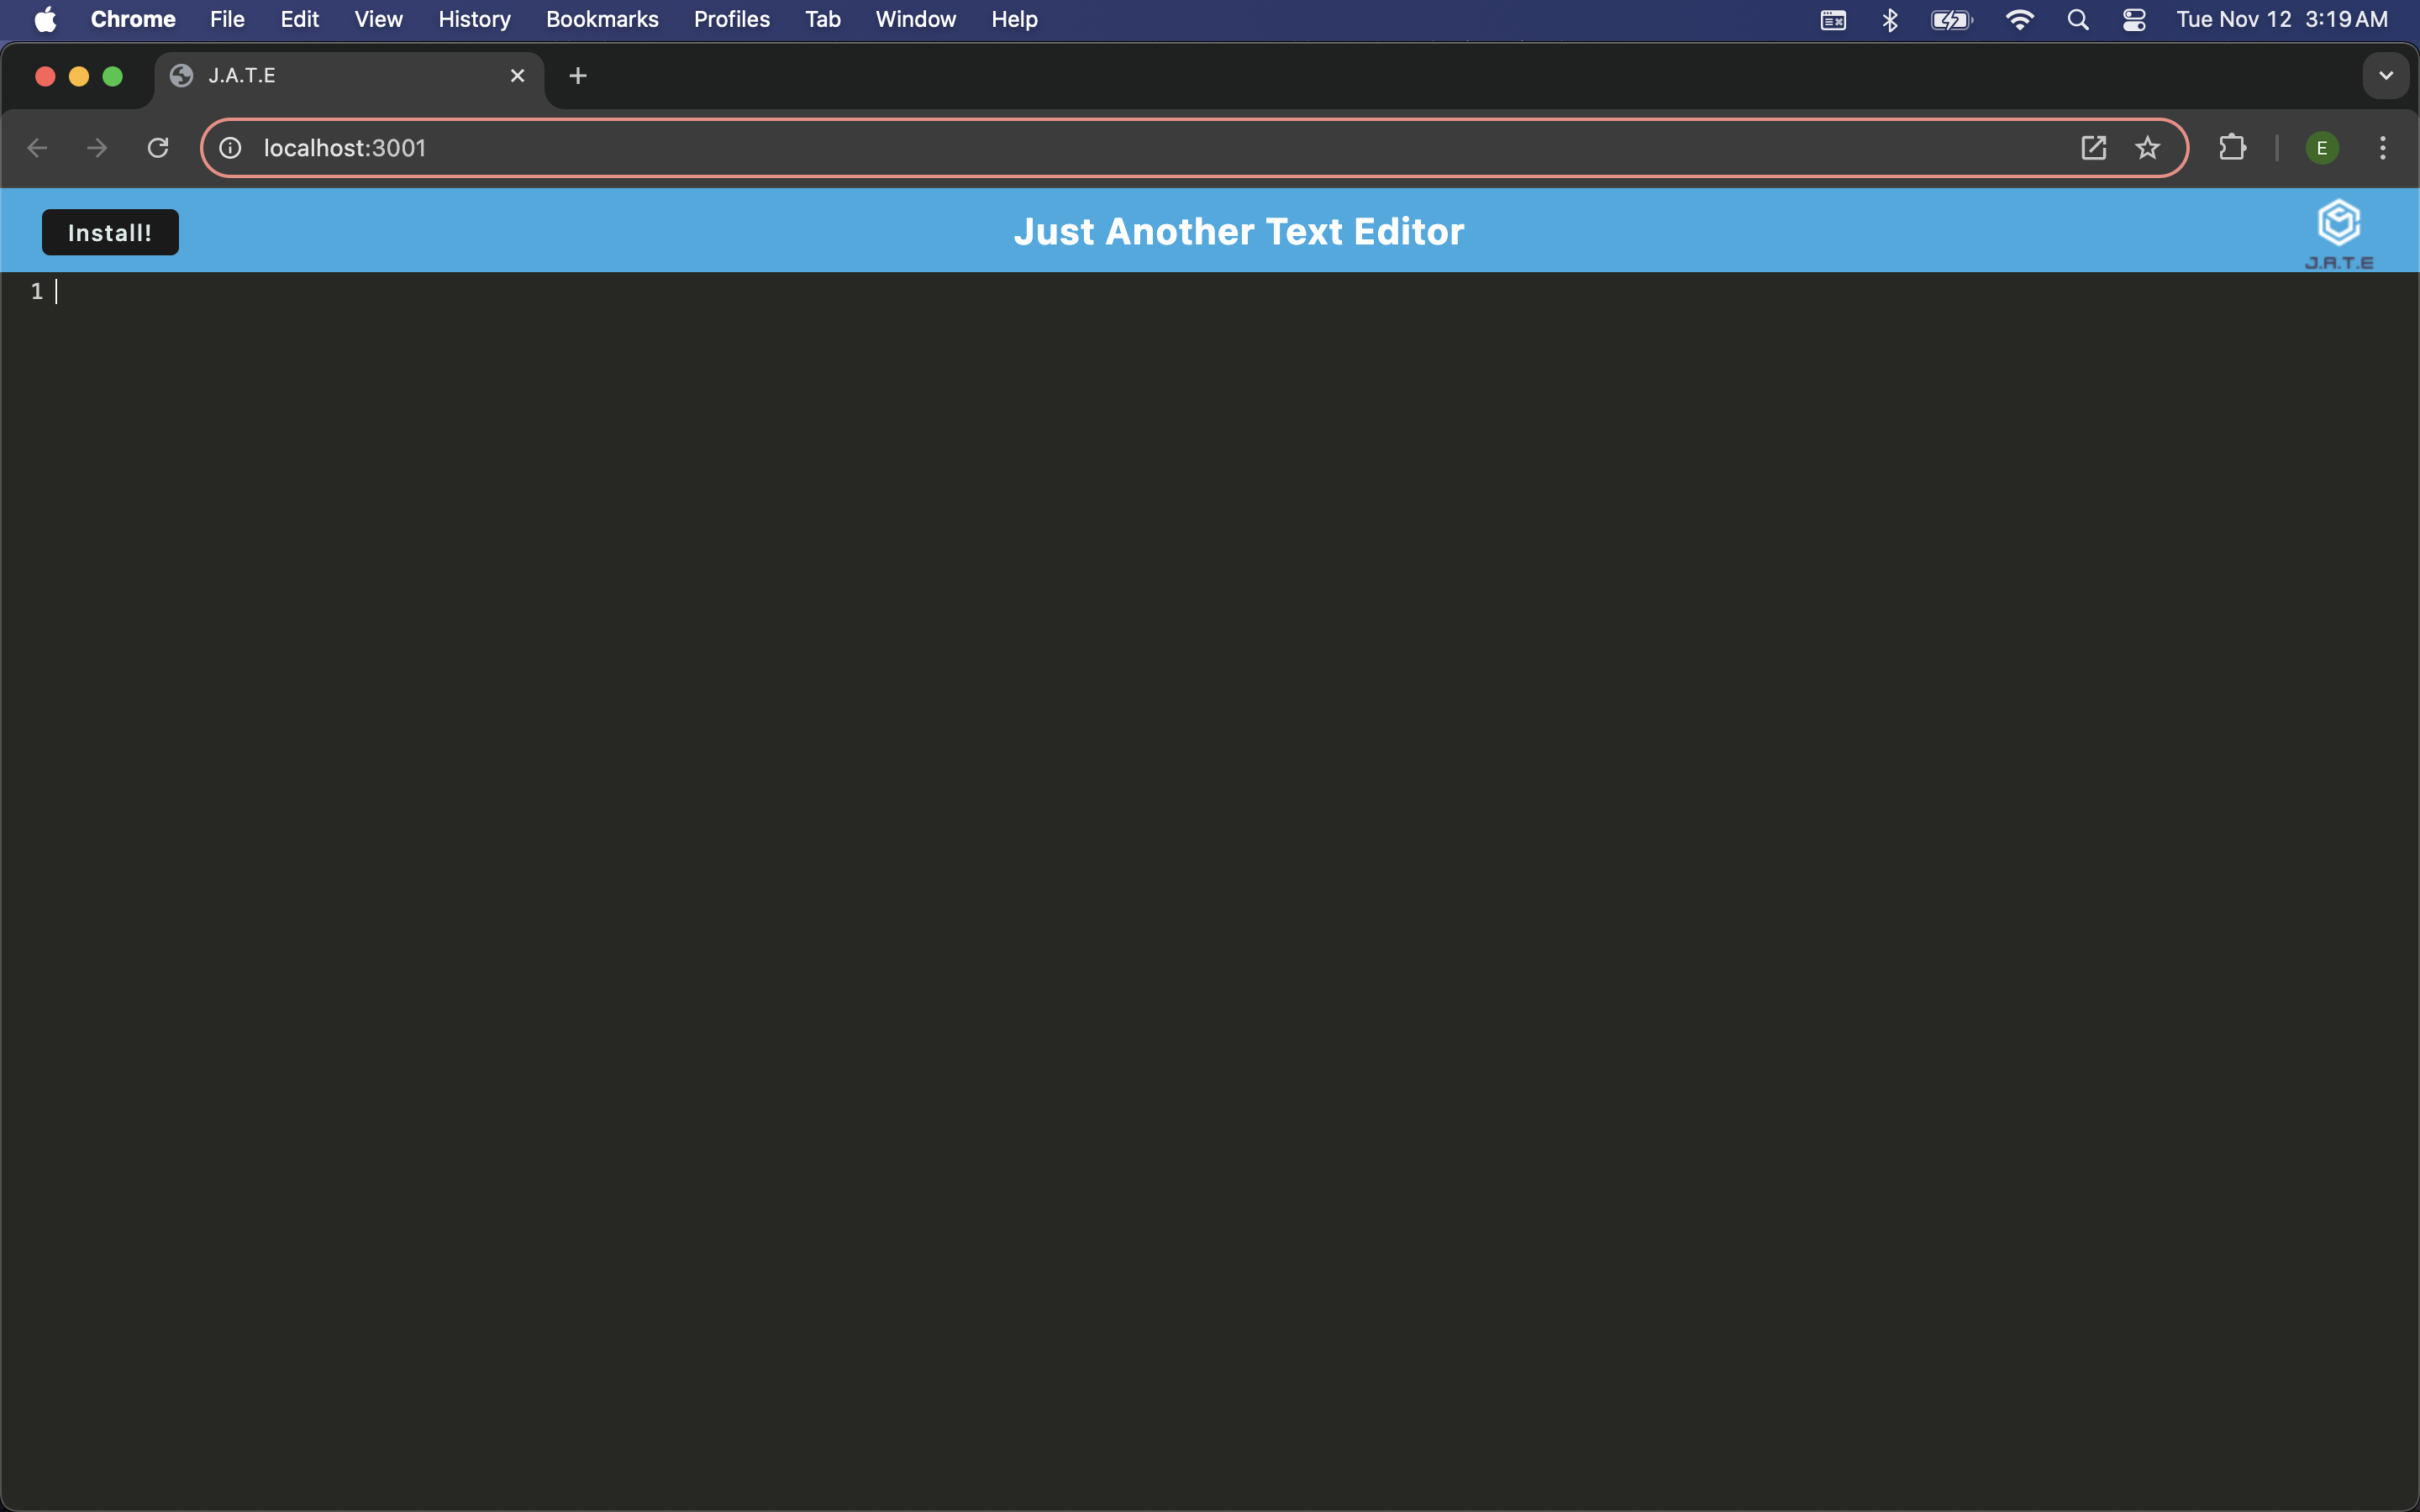 Chrome File Edit View History Bookmarks Profiles Tab Window Help Tue Nov 12 3:19 AM
J.A.T.E
localhost:3001 E
Install! Just Another Text Editor
J.A.T.E
1